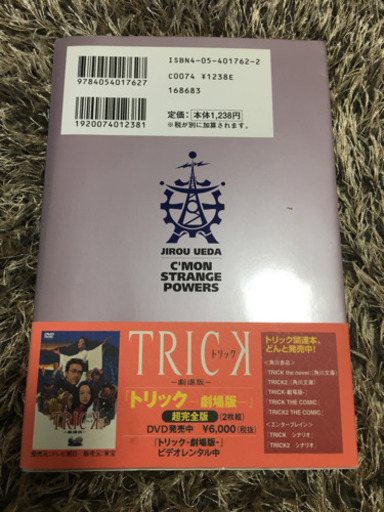 ISBN4-05-401762-2
C0074 ¥1238E
168683
9784054017627
1920074012381
定価：本体1,238円
※税が別に加算されます。
JIROU UEDA
C'MON
STRANGE
POWERS
TRICK
トリック
―劇場版―
「トリック―劇場版―」
超完全版(2枚組)
DVD発売中 ¥6,000(税抜)
「トリック・劇場版・」
ビデオレンタル中
DVD
TRICK
トリック関連本、
どんと発売中！
＜角川書店＞
「TRICK the novel」(角川文庫)
「TRICK2」(角川文庫)
「TRICK-劇場版-」
「TRICK THE COMIC」
「TRICK2 THE COMIC」
＜エンターブレイン＞
「TRICK シナリオ」
「TRICK2 シナリオ」